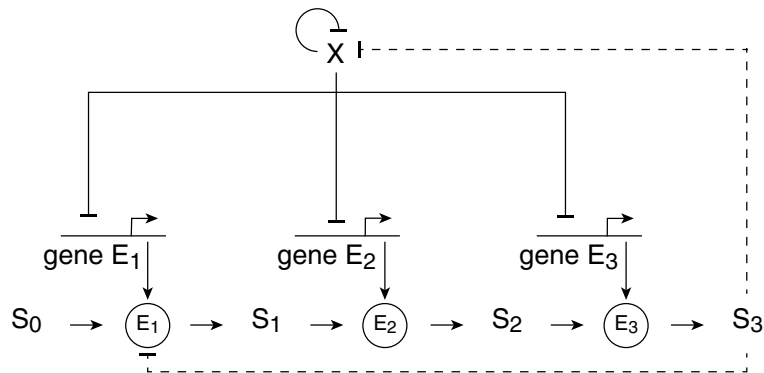 X
gene E₁ gene E₂ gene E₃
S₀ E₁ S₁ E₂ S₂ E₃ S₃